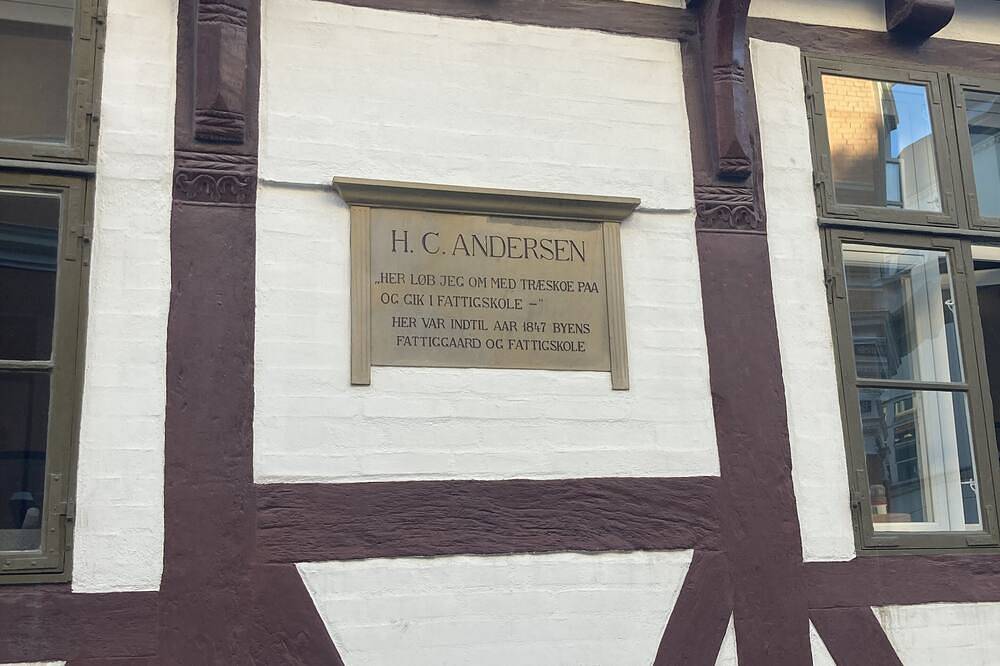 H. C. ANDERSEN
„HER LØB JEG OM MED TRÆSKOE PAA
OG GIK I FATTIGSKOLE –"
HER VAR INDTIL AAR 1847 BYENS
FATTIGGAARD OG FATTIGSKOLE